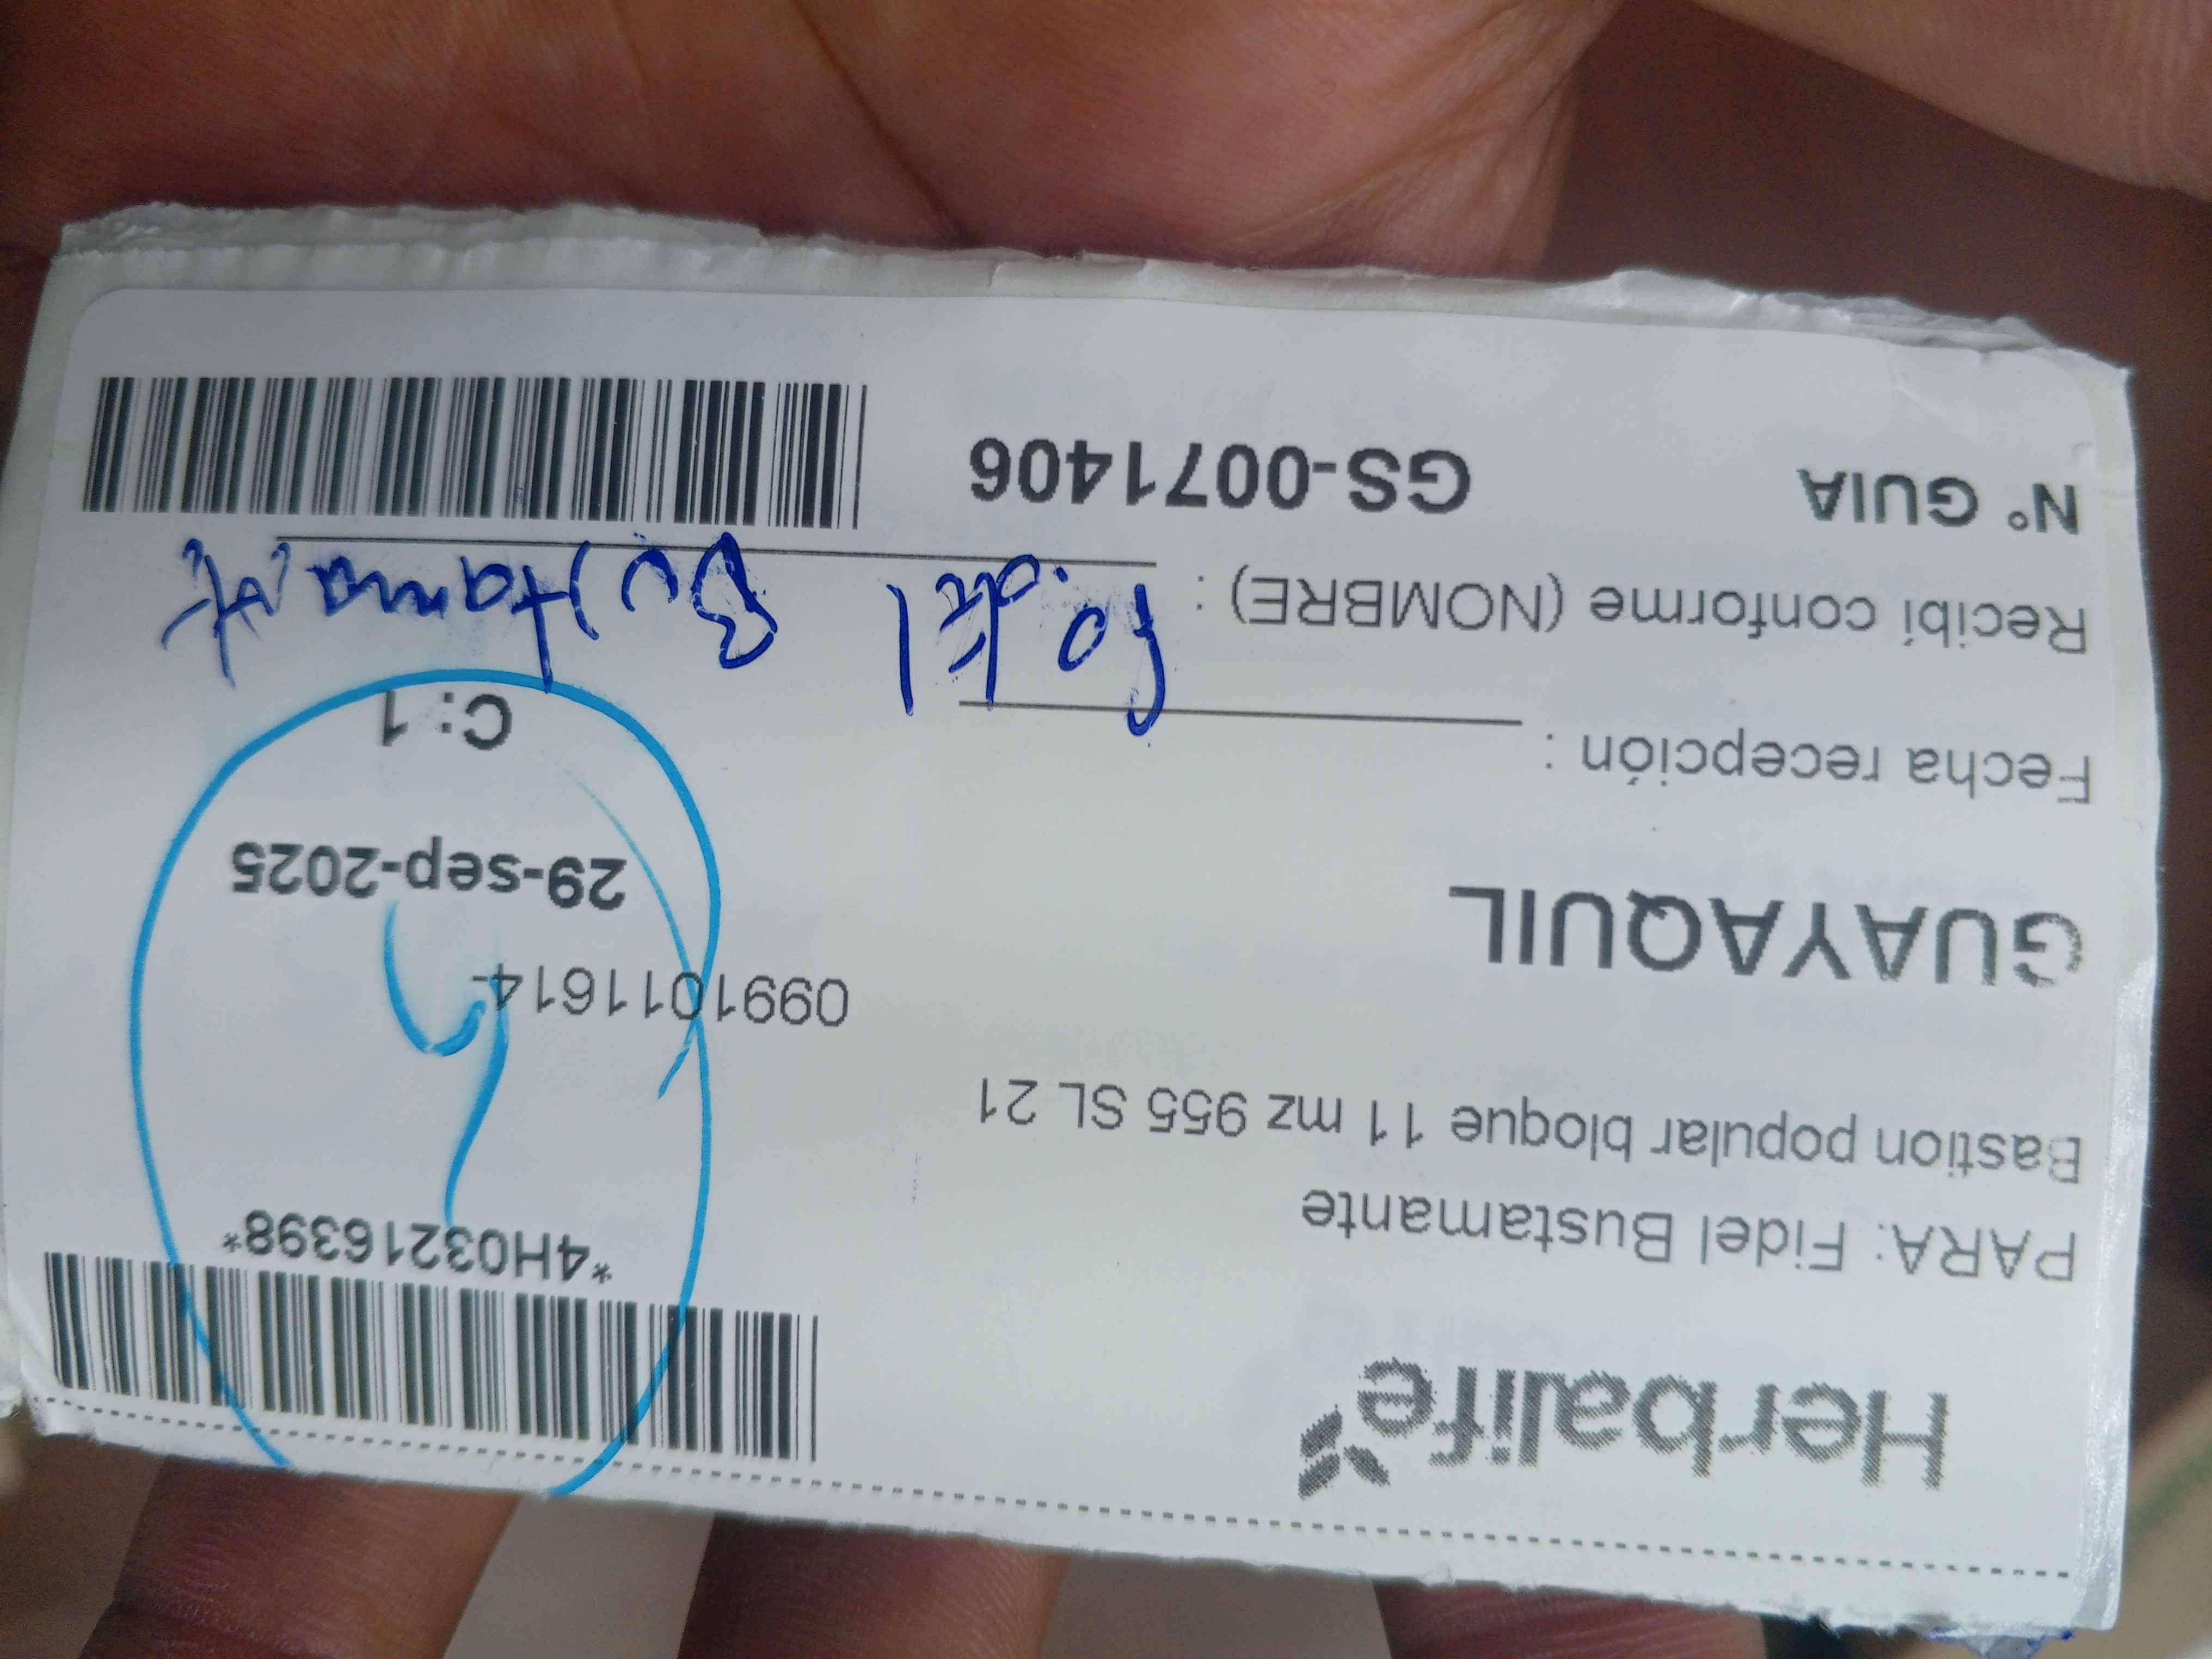 Herbalife
*4H03216398*
PARA: Fidel Bustamante
Bastion popular bloque 11 mz 955 SL 21
0991011614-
GUAYAQUIL
29-sep-2025
Fecha recepción :
C: 1
Recibí conforme (NOMBRE) : Fidel Bustamante
N° GUIA GS-0071406